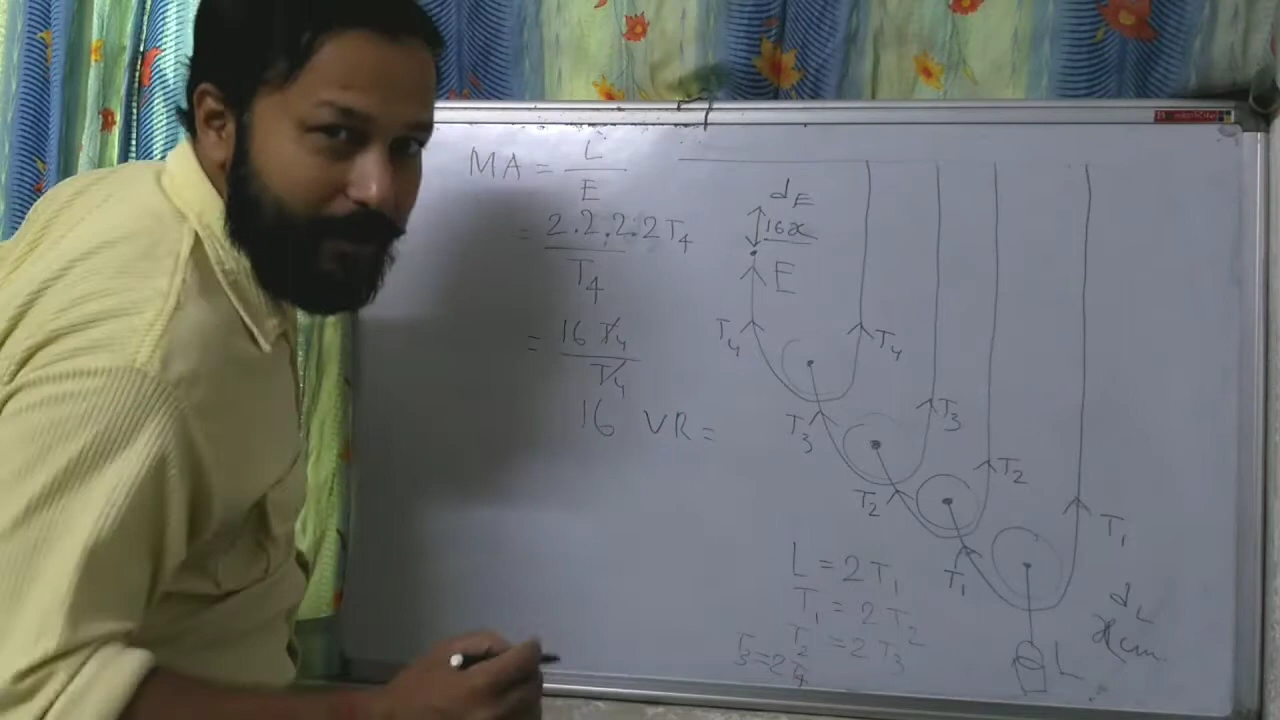 MA = L
E
= 2.2.2.2T4
T4
= 16 T4
T4
16 VR =
dE
16x
E
T4
T4
T3
T3
T2
T2
T1
T1
L = 2T1
T1 = 2T2
T2 = 2T3
T3 = 2T4
dL
x cm
L